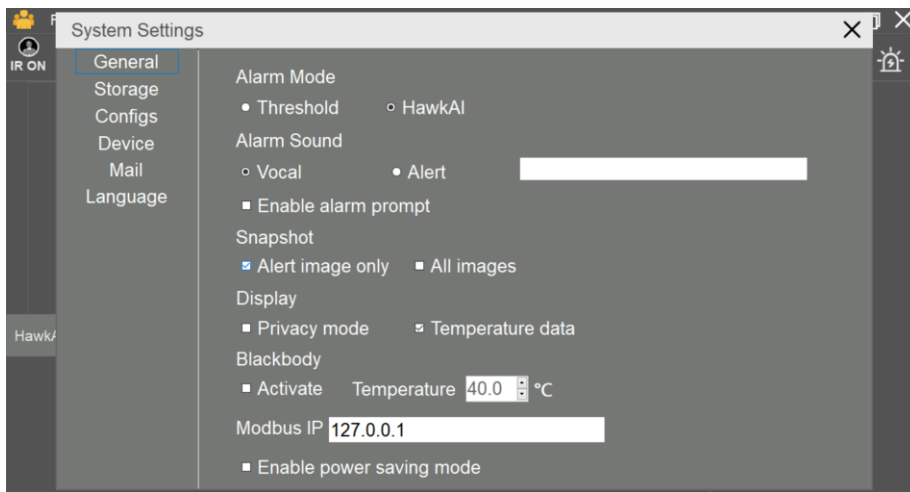 System Settings
IR ON
General
Storage
Configs
Device
Mail
Language
Alarm Mode
Threshold HawkAI
Alarm Sound
Vocal Alert
Enable alarm prompt
Snapshot
Alert image only All images
Display
Privacy mode Temperature data
Blackbody
Activate Temperature 40.0 °C
Modbus IP 127.0.0.1
Enable power saving mode